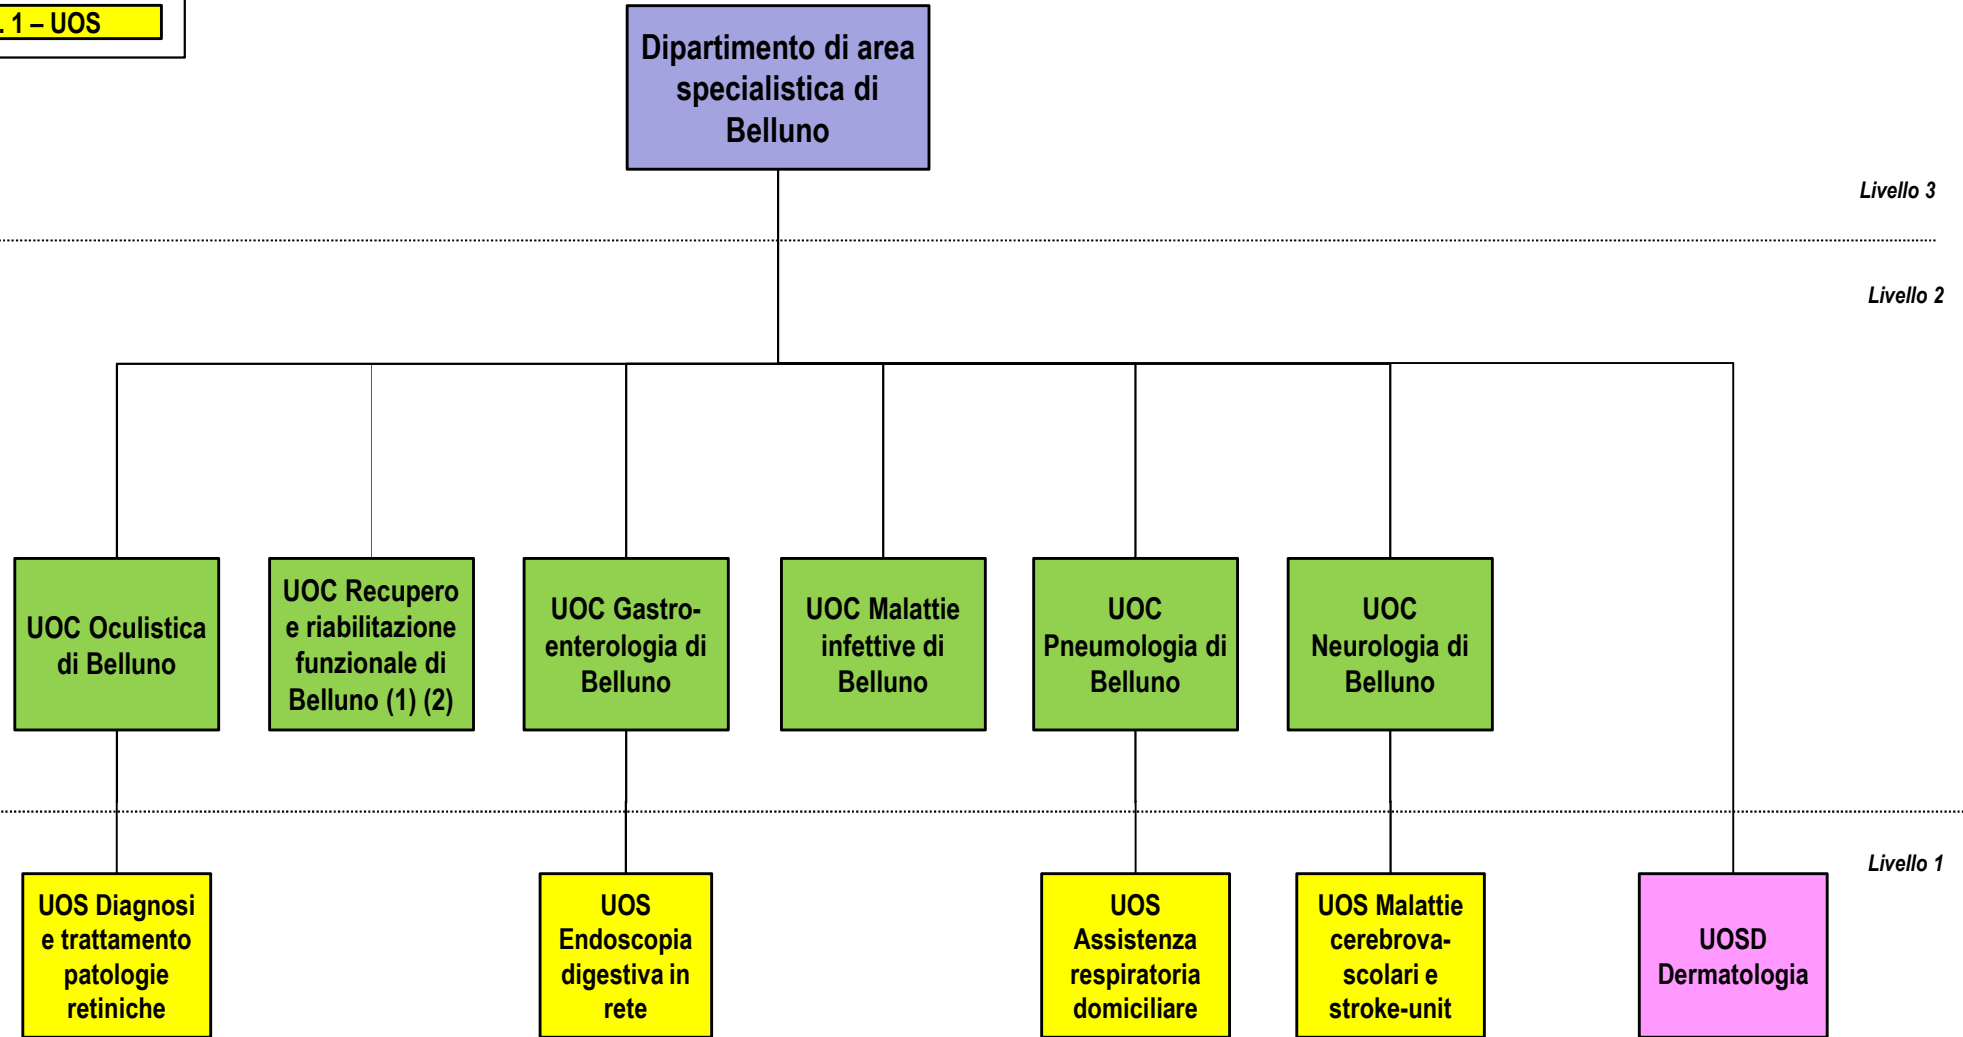 . 1 – UOS
Dipartimento di area
specialistica di
Belluno
Livello 3
Livello 2
UOC Oculistica
di Belluno
UOC Recupero
e riabilitazione
funzionale di
Belluno (1) (2)
UOC Gastro-
enterologia di
Belluno
UOC Malattie
infettive di
Belluno
UOC
Pneumologia di
Belluno
UOC
Neurologia di
Belluno
Livello 1
UOS Diagnosi
e trattamento
patologie
retiniche
UOS
Endoscopia
digestiva in
rete
UOS
Assistenza
respiratoria
domiciliare
UOS Malattie
cerebrova-
scolari e
stroke-unit
UOSD
Dermatologia